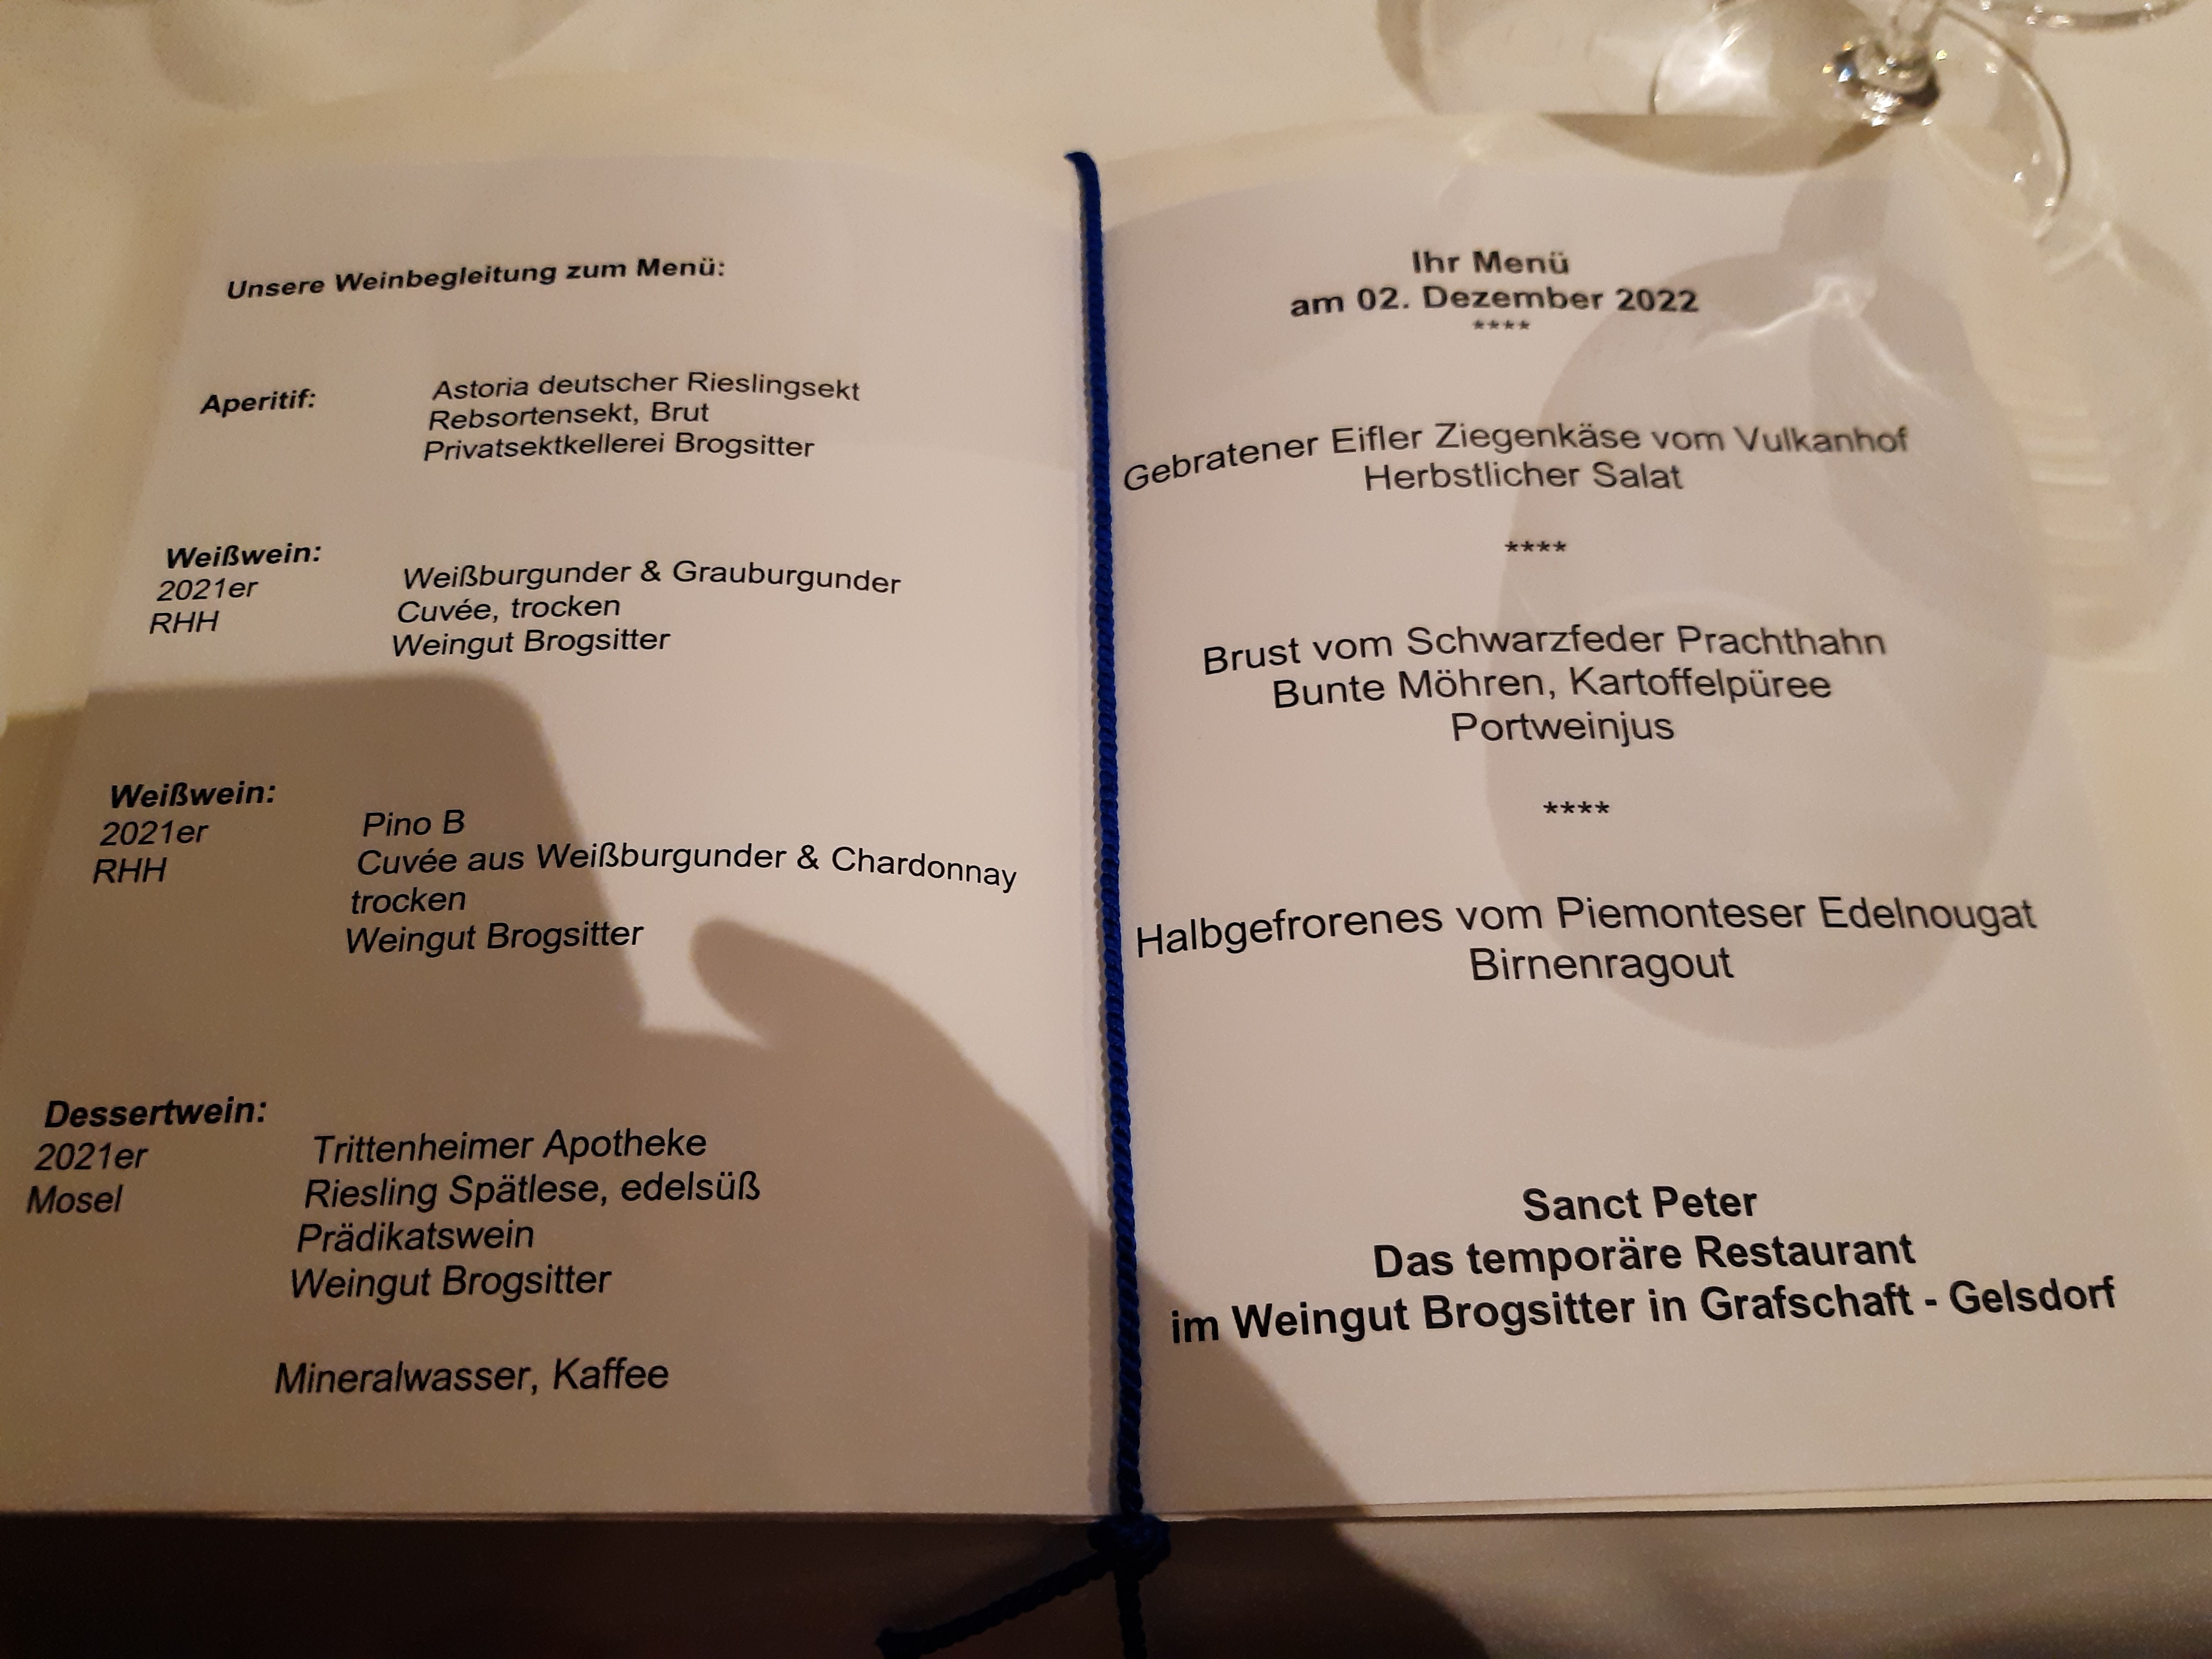 Unsere Weinbegleitung zum Menü:
Aperitif:
Astoria deutscher Rieslingsekt
Rebsortensekt, Brut
Privatsektkellerei Brogsitter
Weißwein:
2021er
RHH
Weißburgunder & Grauburgunder
Cuvée, trocken
Weingut Brogsitter
Weißwein:
2021er
RHH
Pino B
Cuvée aus Weißburgunder & Chardonnay
trocken
Weingut Brogsitter
Dessertwein:
2021er
Mosel
Trittenheimer Apotheke
Riesling Spätlese, edelsüß
Prädikatswein
Weingut Brogsitter
Mineralwasser, Kaffee
Ihr Menü
am 02. Dezember 2022
****
Gebratener Eifler Ziegenkäse vom Vulkanhof
Herbstlicher Salat
****
Brust vom Schwarzfeder Prachthahn
Bunte Möhren, Kartoffelpüree
Portweinjus
****
Halbgefrorenes vom Piemonteser Edelnougat
Birnenragout
Sanct Peter
Das temporäre Restaurant
im Weingut Brogsitter in Grafschaft - Gelsdorf